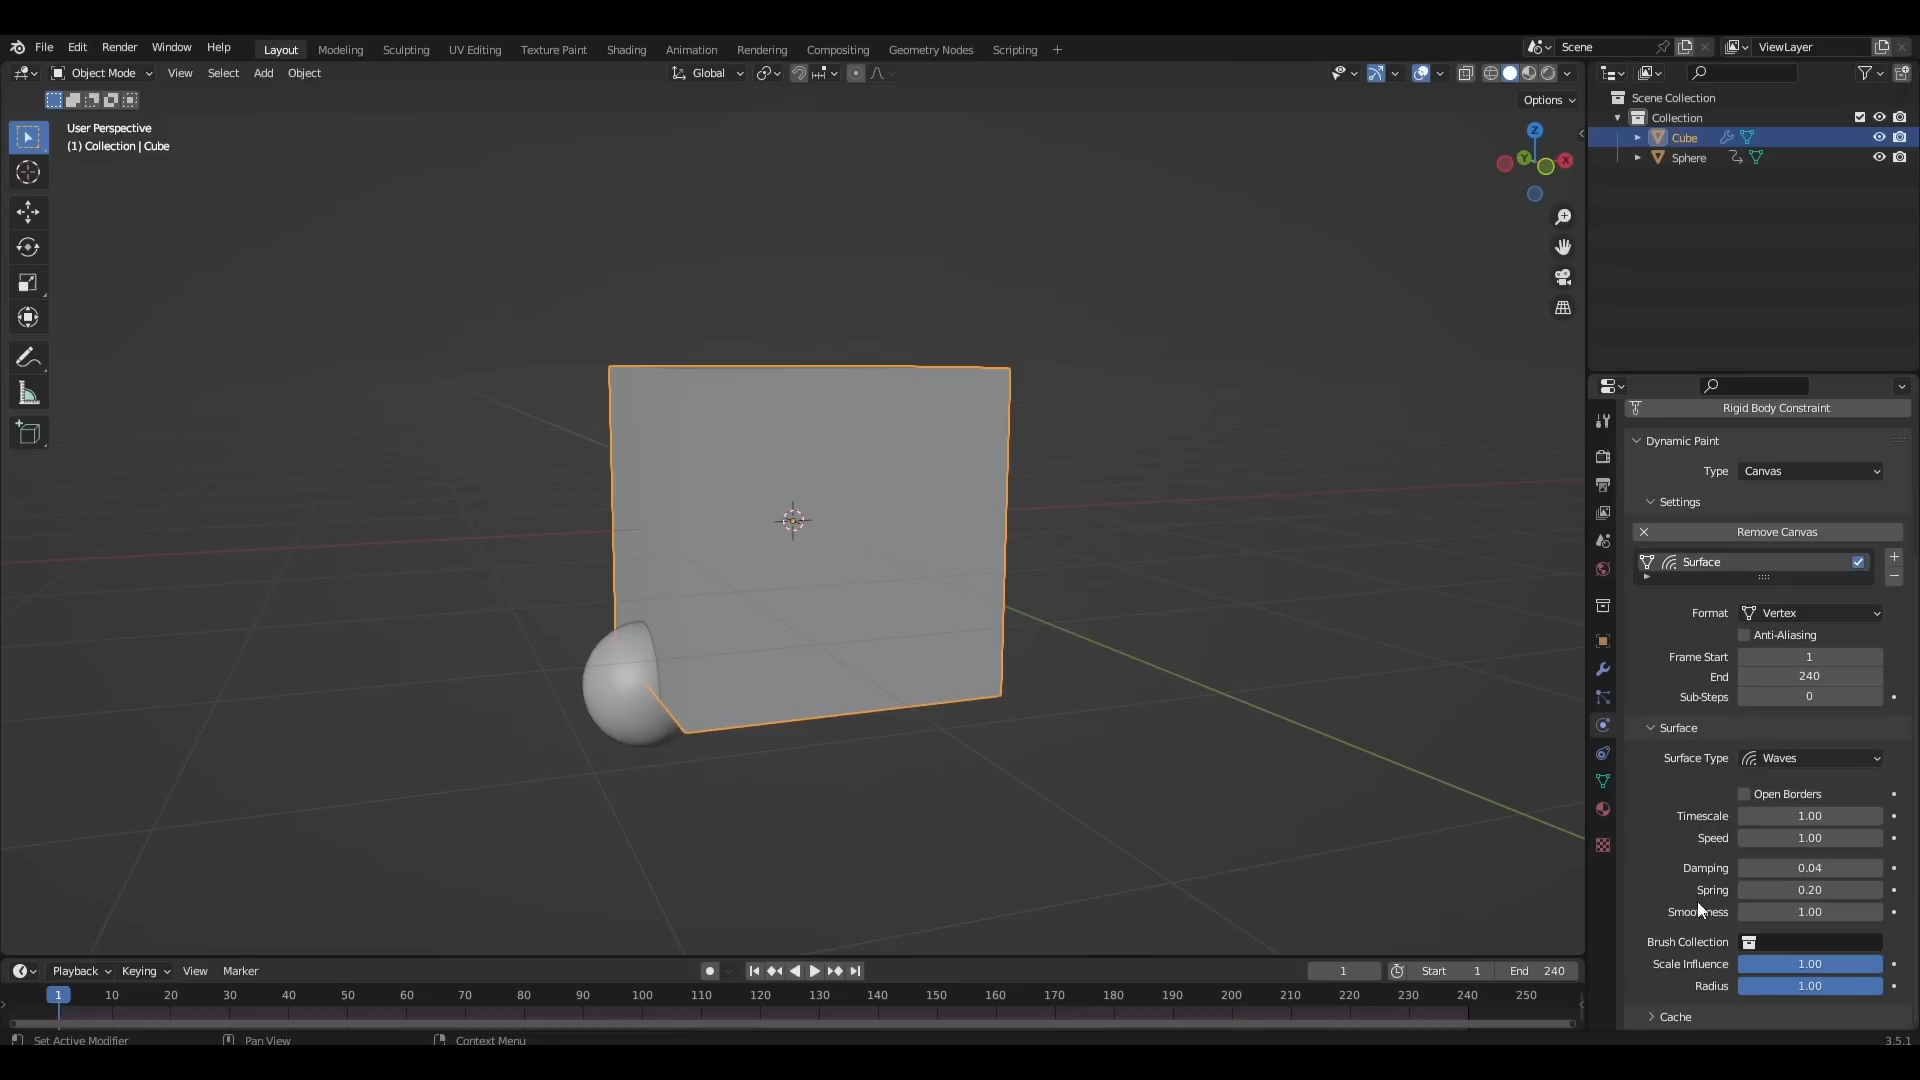 File Edit Render Window Help Layout Modeling Sculpting UV Editing Texture Paint Shading Animation Rendering Compositing Geometry Nodes Scripting + Scene ViewLayer
Object Mode View Select Add Object Global
Options
User Perspective
(1) Collection | Cube
Z
Y
X
Scene Collection
Collection
Cube
Sphere
Rigid Body Constraint
Dynamic Paint
Type Canvas
Settings
Remove Canvas
Surface
Format Vertex
Anti-Aliasing
Frame Start 1
End 240
Sub-Steps 0
Surface
Surface Type Waves
Open Borders
Timescale 1.00
Speed 1.00
Damping 0.04
Spring 0.20
Smoothness 1.00
Brush Collection
Scale Influence 1.00
Radius 1.00
Cache
Playback Keying View Marker 1 Start 1 End 240
1 10 20 30 40 50 60 70 80 90 100 110 120 130 140 150 160 170 180 190 200 210 220 230 240 250
Set Active Modifier Pan View Context Menu 3.5.1